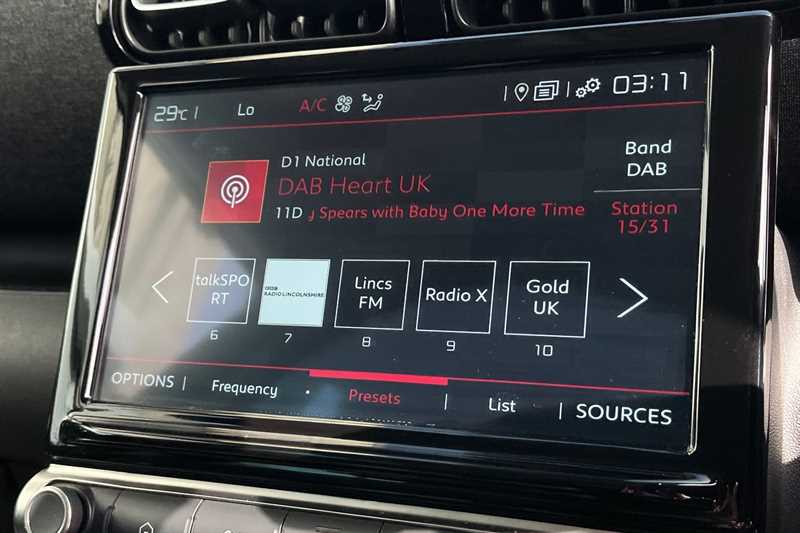 29°C | Lo A/C 03:11
D1 National
DAB Heart UK
11D y Spears with Baby One More Time
Band
DAB
Station
15/31
talkSPO
RT
BBC
RADIO LINCOLNSHIRE
Lincs
FM
Radio X
Gold
UK
6 7 8 9 10
OPTIONS | Frequency · Presets | List | SOURCES